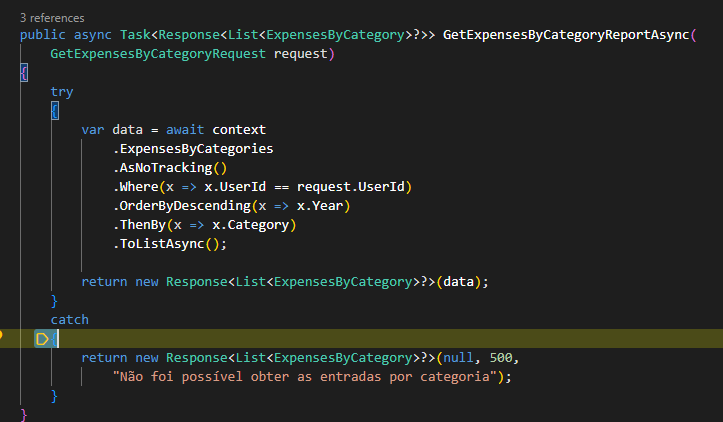 3 references
public async Task<Response<List<ExpensesByCategory>?>> GetExpensesByCategoryReportAsync(
GetExpensesByCategoryRequest request)
{
try
{
var data = await context
.ExpensesByCategories
.AsNoTracking()
.Where(x => x.UserId == request.UserId)
.OrderByDescending(x => x.Year)
.ThenBy(x => x.Category)
.ToListAsync();
return new Response<List<ExpensesByCategory>?>(data);
}
catch
{
return new Response<List<ExpensesByCategory>?>(null, 500,
"Não foi possível obter as entradas por categoria");
}
}